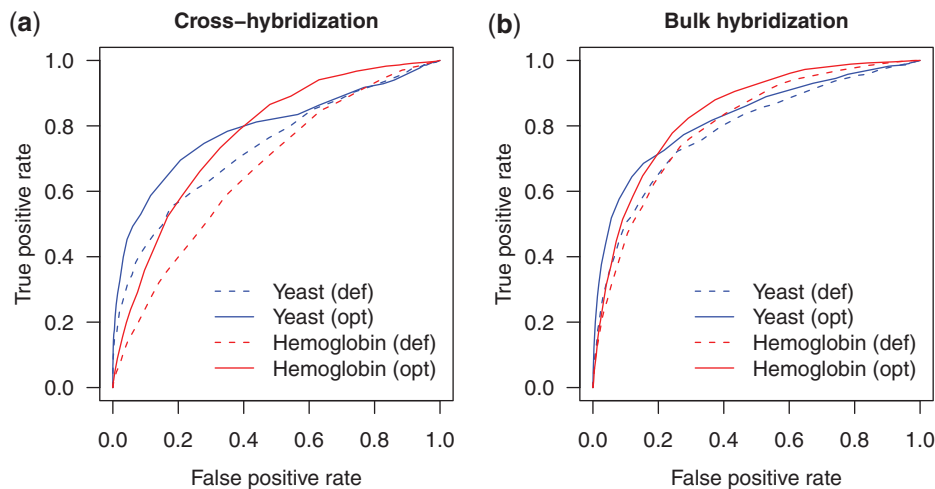 (a) Cross-hybridization
True positive rate
1.0
0.8
0.6
0.4
0.2
0.0
Yeast (def)
Yeast (opt)
Hemoglobin (def)
Hemoglobin (opt)
0.0 0.2 0.4 0.6 0.8 1.0
False positive rate
(b) Bulk hybridization
True positive rate
1.0
0.8
0.6
0.4
0.2
0.0
Yeast (def)
Yeast (opt)
Hemoglobin (def)
Hemoglobin (opt)
0.0 0.2 0.4 0.6 0.8 1.0
False positive rate